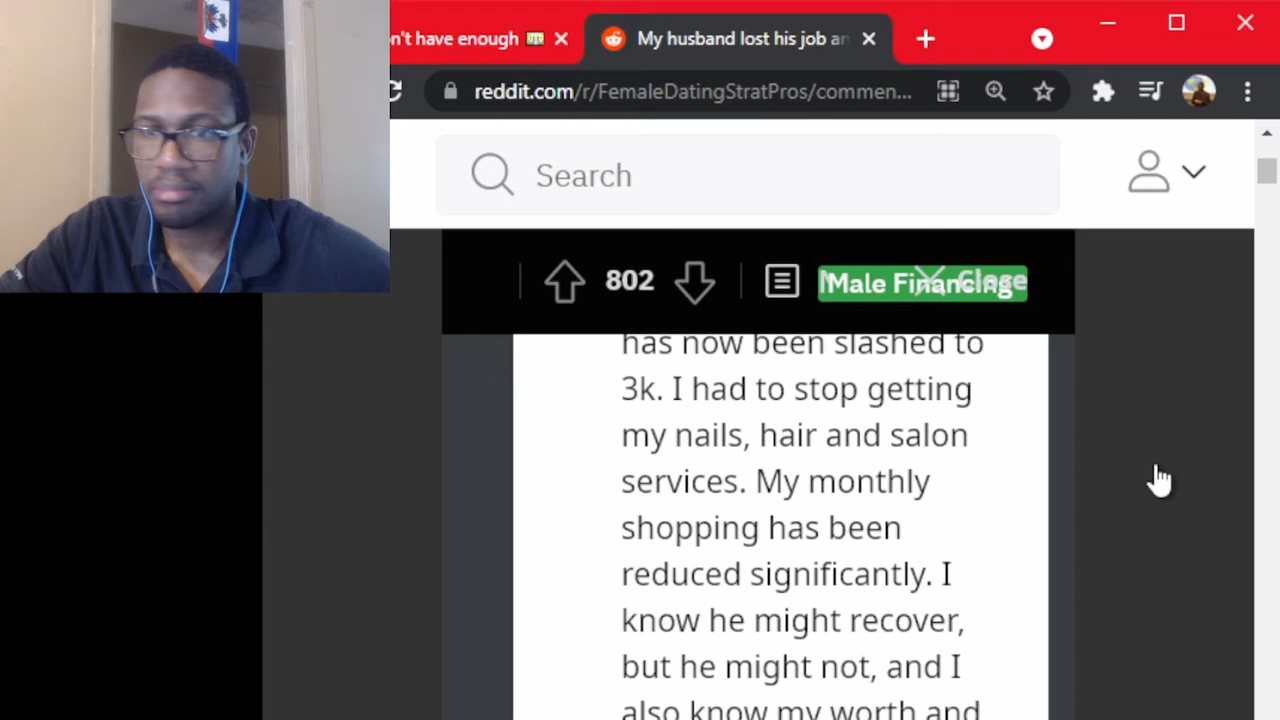 n't have enough
My husband lost his job an
reddit.com/r/FemaleDatingStratPros/commen...
Search
802
Male Financing
Close
has now been slashed to
3k. I had to stop getting
my nails, hair and salon
services. My monthly
shopping has been
reduced significantly. I
know he might recover,
but he might not, and I
also know my worth and